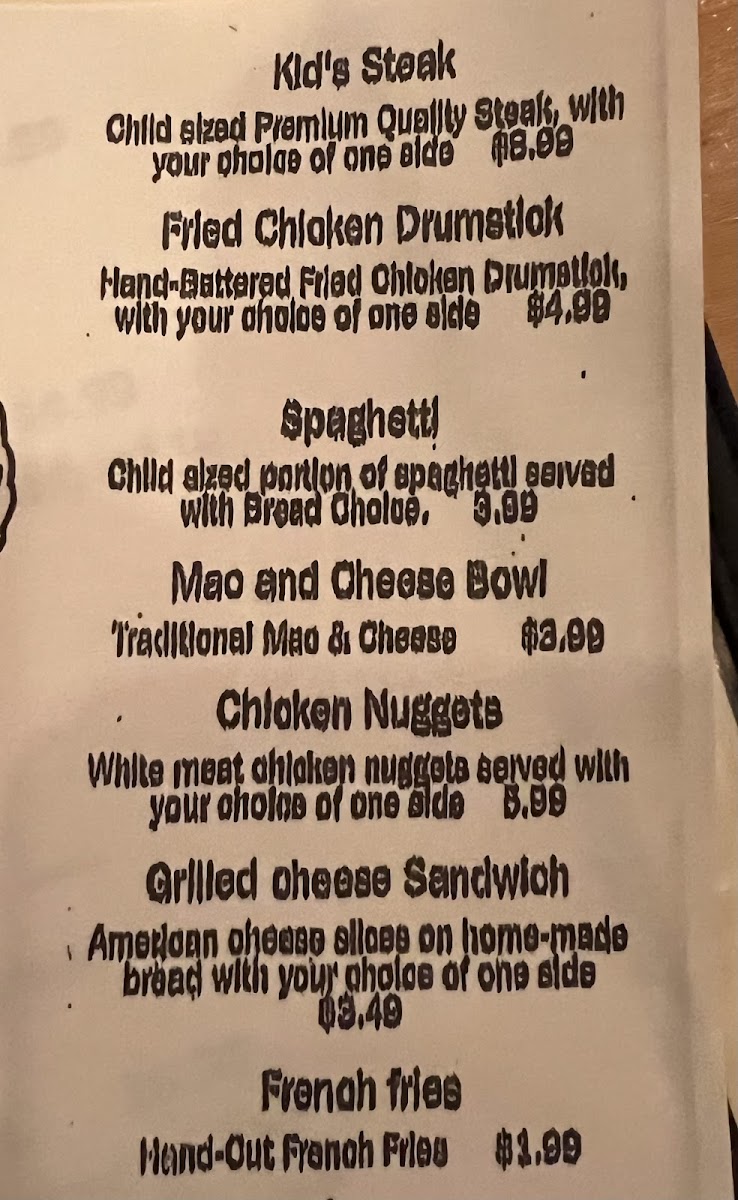 Kid's Steak
Child sized Premium Quality Steak, with
your choice of one side $8.99
Fried Chicken Drumstick
Hand-Battered Fried Chicken Drumstick,
with your choice of one side $4.99
Spaghetti
Child sized portion of spaghetti served
with Bread Choice. 3.99
Mac and Cheese Bowl
Traditional Mac & Cheese $3.99
Chicken Nuggets
White meat chicken nuggets served with
your choice of one side 5.99
Grilled cheese Sandwich
American cheese slices on home-made
bread with your choice of one side
$3.49
French fries
Hand-Cut French Fries $1.99